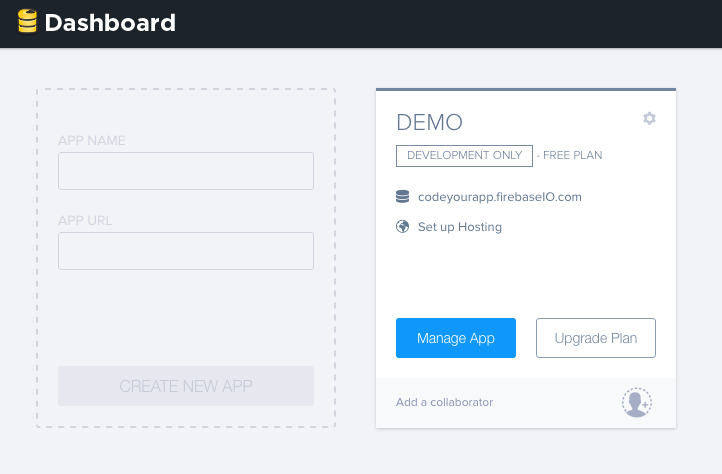 Dashboard
APP NAME
APP URL
CREATE NEW APP
DEMO
DEVELOPMENT ONLY - FREE PLAN
codeyourapp.firebaseIO.com
Set up Hosting
Manage App
Upgrade Plan
Add a collaborator